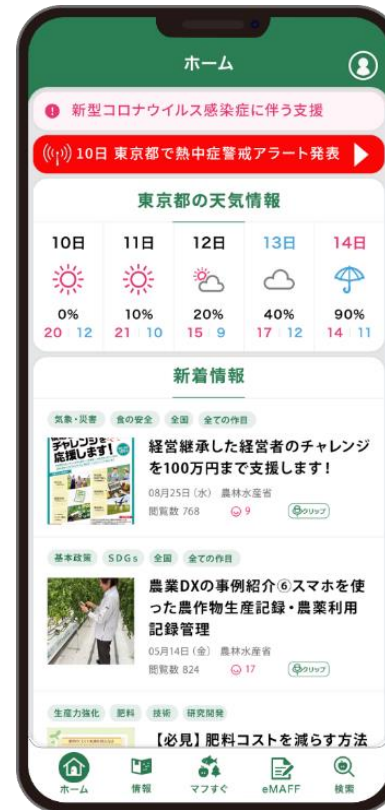 ホーム
新型コロナウイルス感染症に伴う支援
10日 東京都で熱中症警戒アラート発表
東京都の天気情報
10日 11日 12日 13日 14日
0% 10% 20% 40% 90%
20 12 21 10 15 9 17 12 14 11
新着情報
気象・災害 食の安全 全国 全ての作目
チャレンジを
応援します!
経営継承した経営者のチャレンジ
を100万円まで支援します!
08月25日(水) 農林水産省
閲覧数 768 9 クリップ
基本政策 SDGs 全国 全ての作目
農業DXの事例紹介⑥スマホを使
った農作物生産記録・農薬利用
記録管理
05月14日(金) 農林水産省
閲覧数 824 17 クリップ
生産力強化 肥料 技術 研究開発
【必見】肥料コストを減らす方法
ホーム 情報 マフすぐ eMAFF 検索